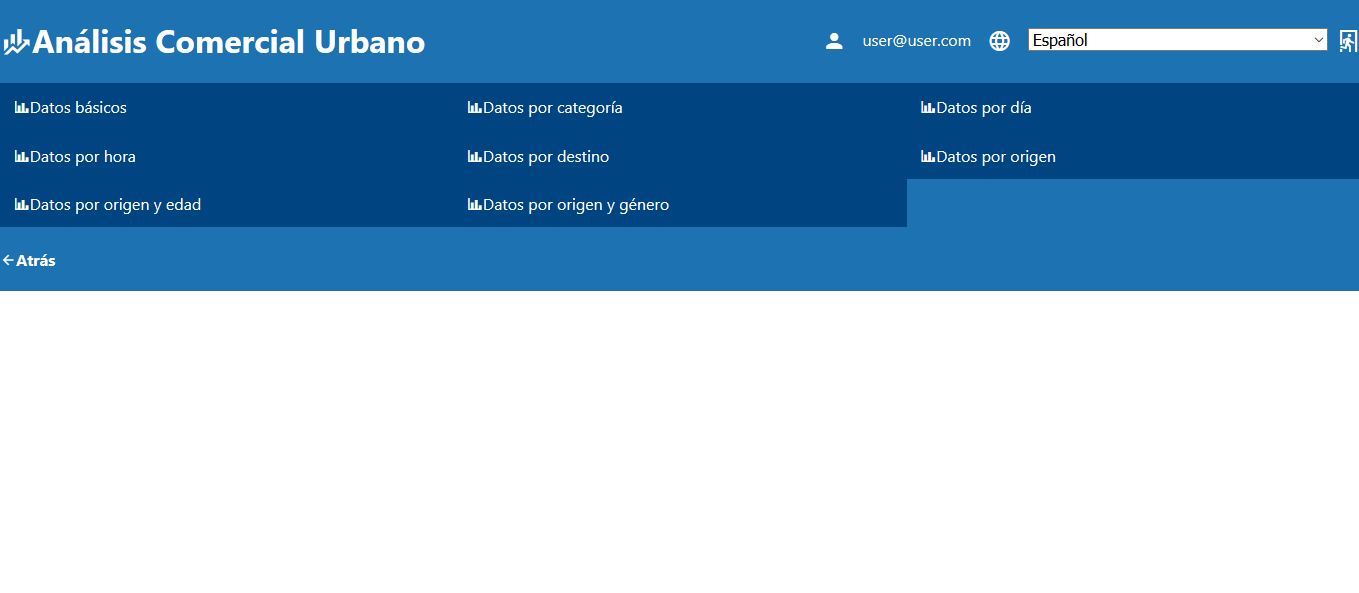 Análisis Comercial Urbano
user@user.com
Español
Datos básicos
Datos por categoría
Datos por día
Datos por hora
Datos por destino
Datos por origen
Datos por origen y edad
Datos por origen y género
Atrás